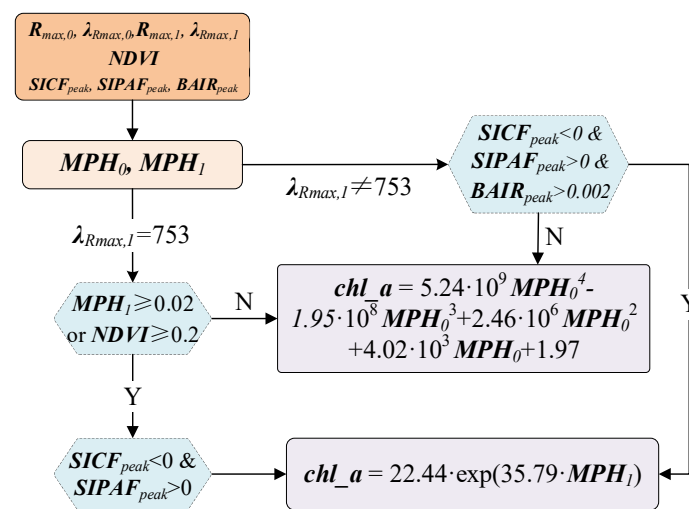 R_max,0, λ_Rmax,0, R_max,1, λ_Rmax,1
NDVI
SICF_peak, SIPAF_peak, BAIR_peak
MPH_0, MPH_1
λ_Rmax,1≠753
SICF_peak<0 &
SIPAF_peak>0 &
BAIR_peak>0.002
λ_Rmax,1=753
N
Y
MPH_1≥0.02
or NDVI≥0.2
N
chl_a = 5.24·10^9 MPH_0^4-
1.95·10^8 MPH_0^3+2.46·10^6 MPH_0^2
+4.02·10^3 MPH_0+1.97
Y
SICF_peak<0 &
SIPAF_peak>0
chl_a = 22.44·exp(35.79·MPH_1)